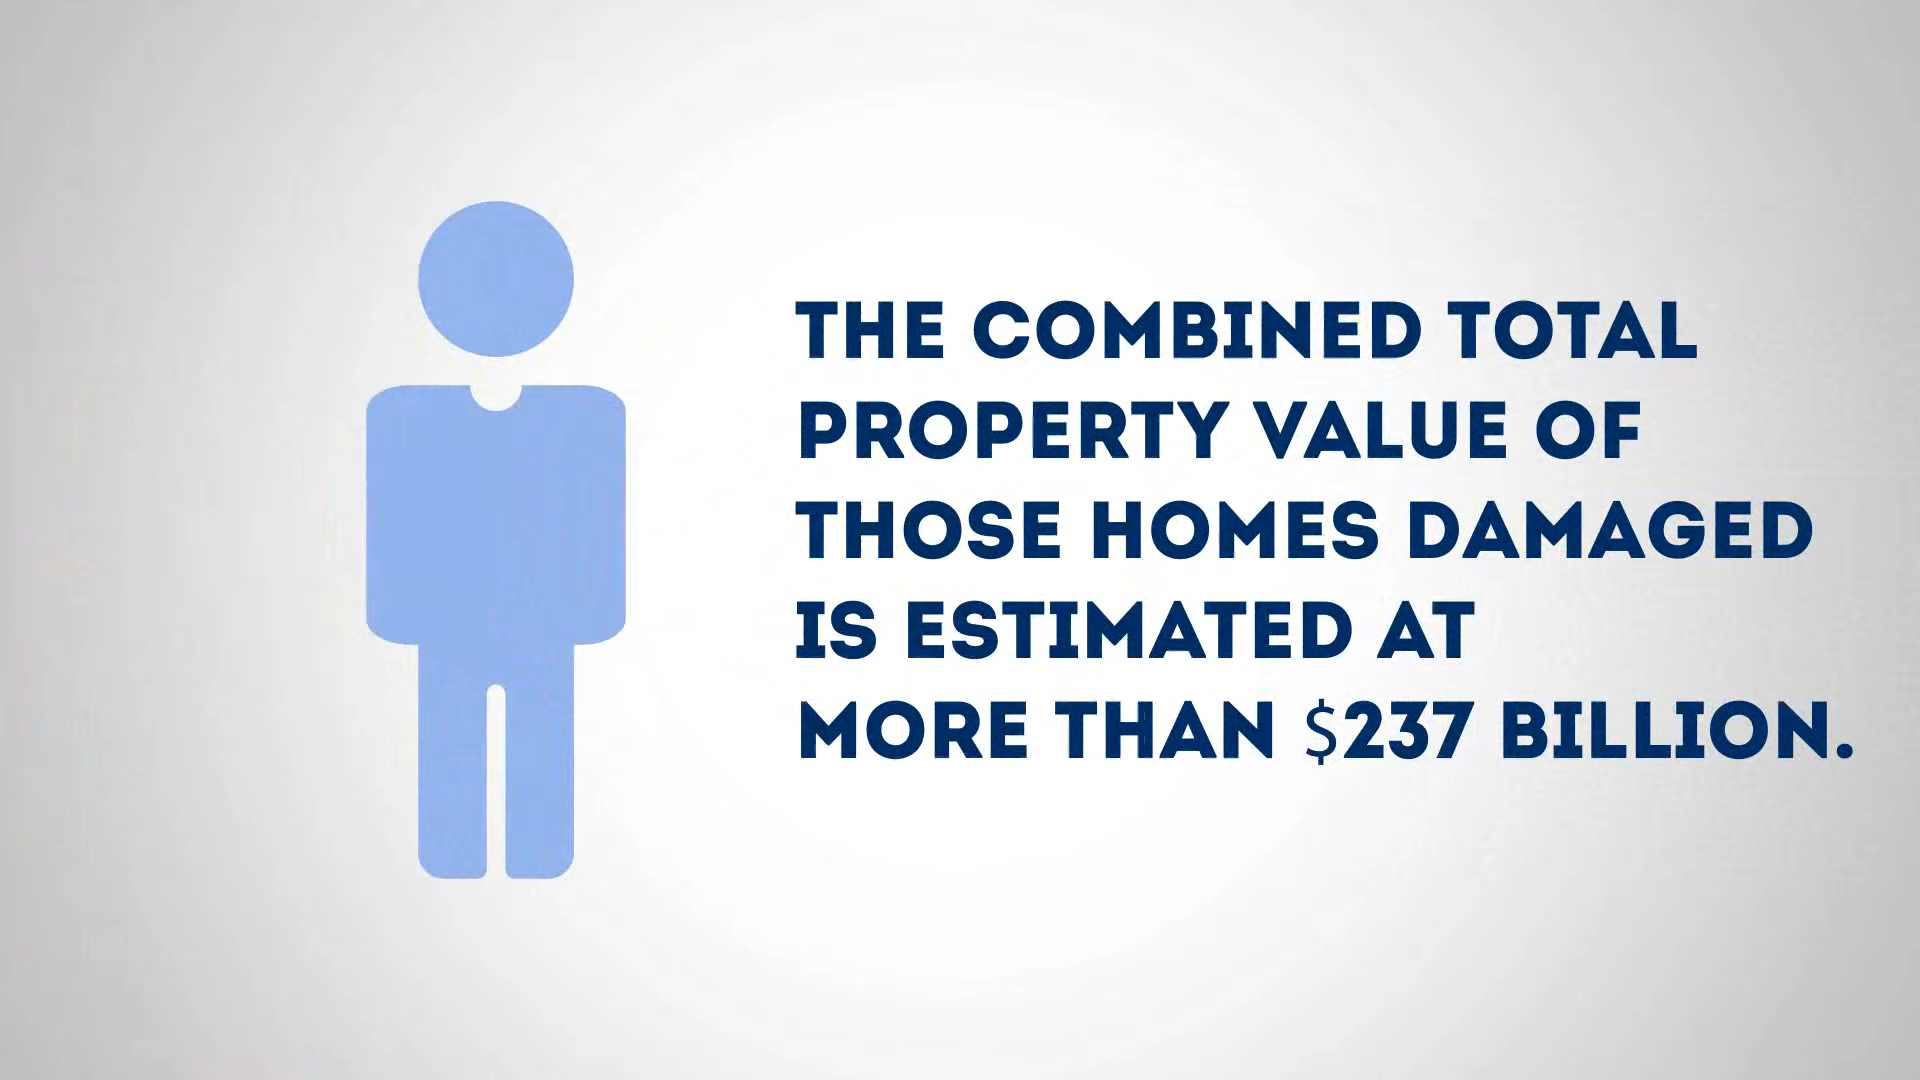 THE COMBINED TOTAL
PROPERTY VALUE OF
THOSE HOMES DAMAGED
IS ESTIMATED AT
MORE THAN $237 BILLION.